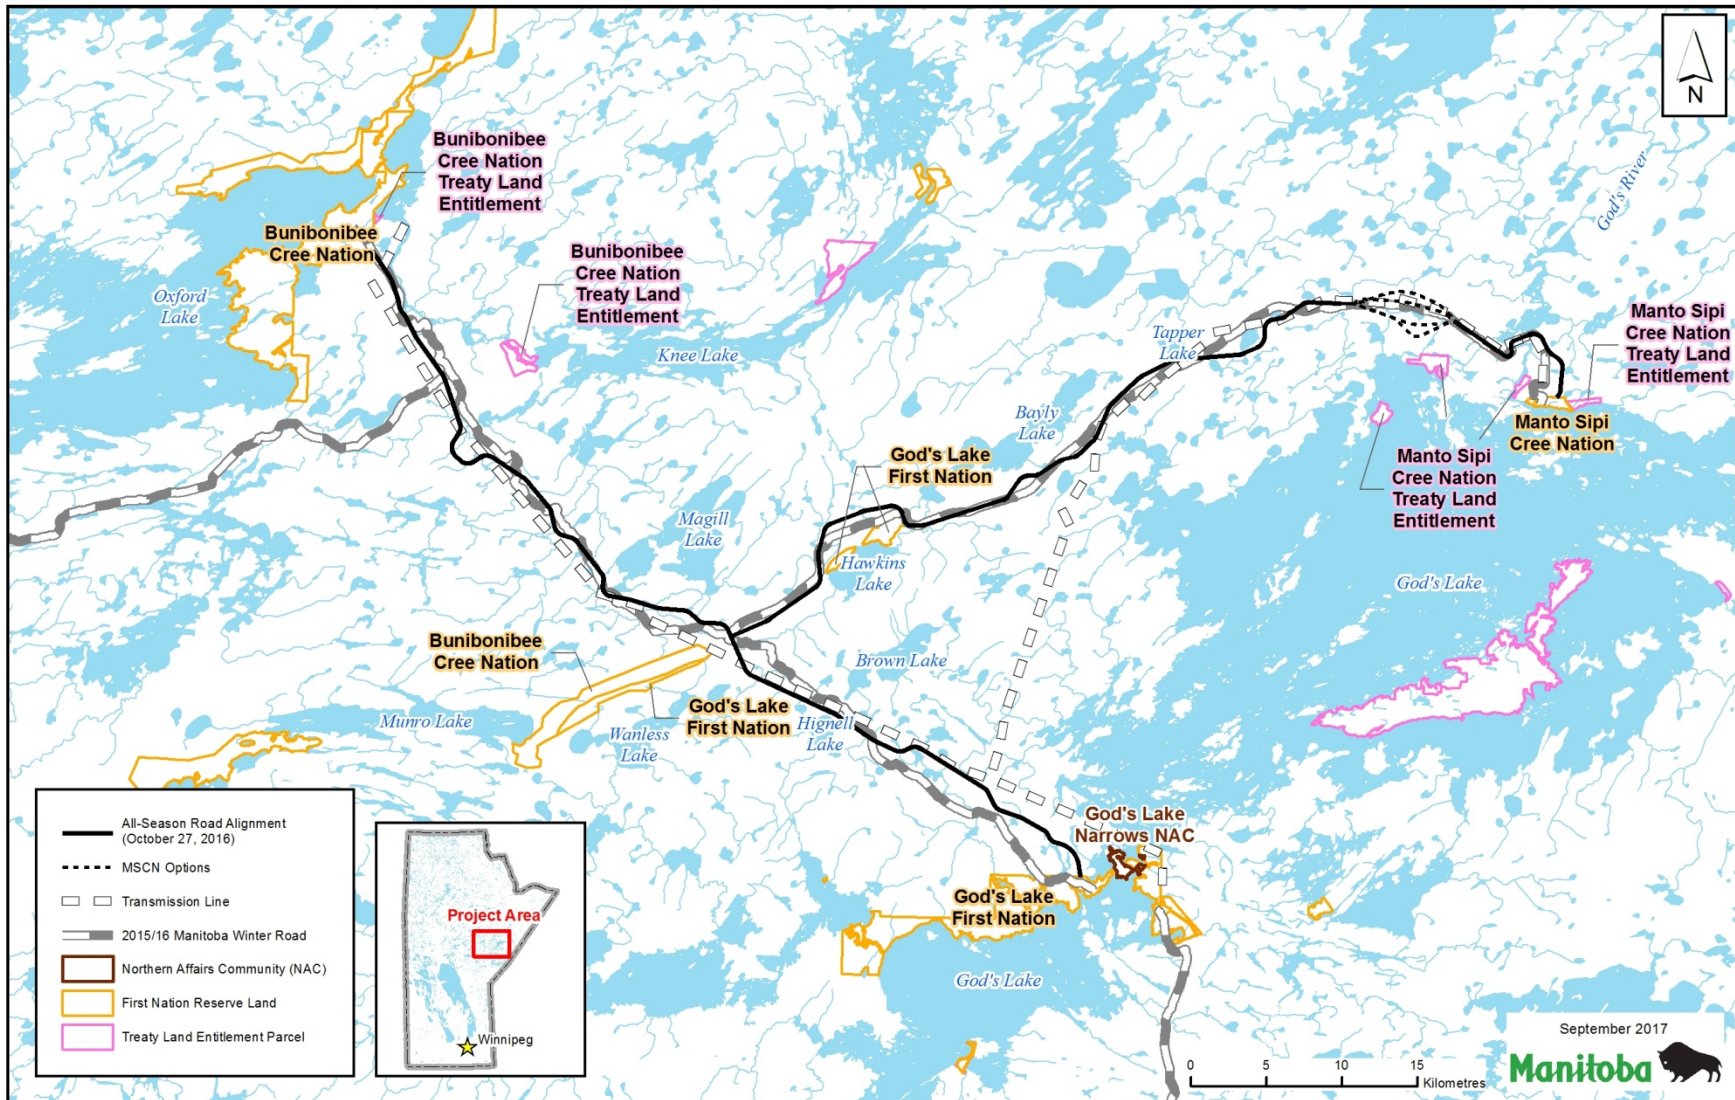 N
God's River
Bunibonibee
Cree Nation
Treaty Land
Entitlement
Bunibonibee
Cree Nation
Oxford
Lake
Bunibonibee
Cree Nation
Treaty Land
Entitlement
Knee Lake
Tapper
Lake
Manto Sipi
Cree Nation
Treaty Land
Entitlement
Bayly
Lake
Manto Sipi
Cree Nation
God's Lake
First Nation
Manto Sipi
Cree Nation
Treaty Land
Entitlement
Magill
Lake
Hawkins
Lake
God's Lake
Bunibonibee
Cree Nation
Brown Lake
God's Lake
First Nation
Munro Lake
Wanless
Lake
Hignell
Lake
God's Lake
Narrows NAC
God's Lake
First Nation
God's Lake
All-Season Road Alignment
(October 27, 2016)
MSCN Options
Transmission Line
2015/16 Manitoba Winter Road
Northern Affairs Community (NAC)
First Nation Reserve Land
Treaty Land Entitlement Parcel
Project Area
Winnipeg
0 5 10 15
Kilometres
September 2017
Manitoba